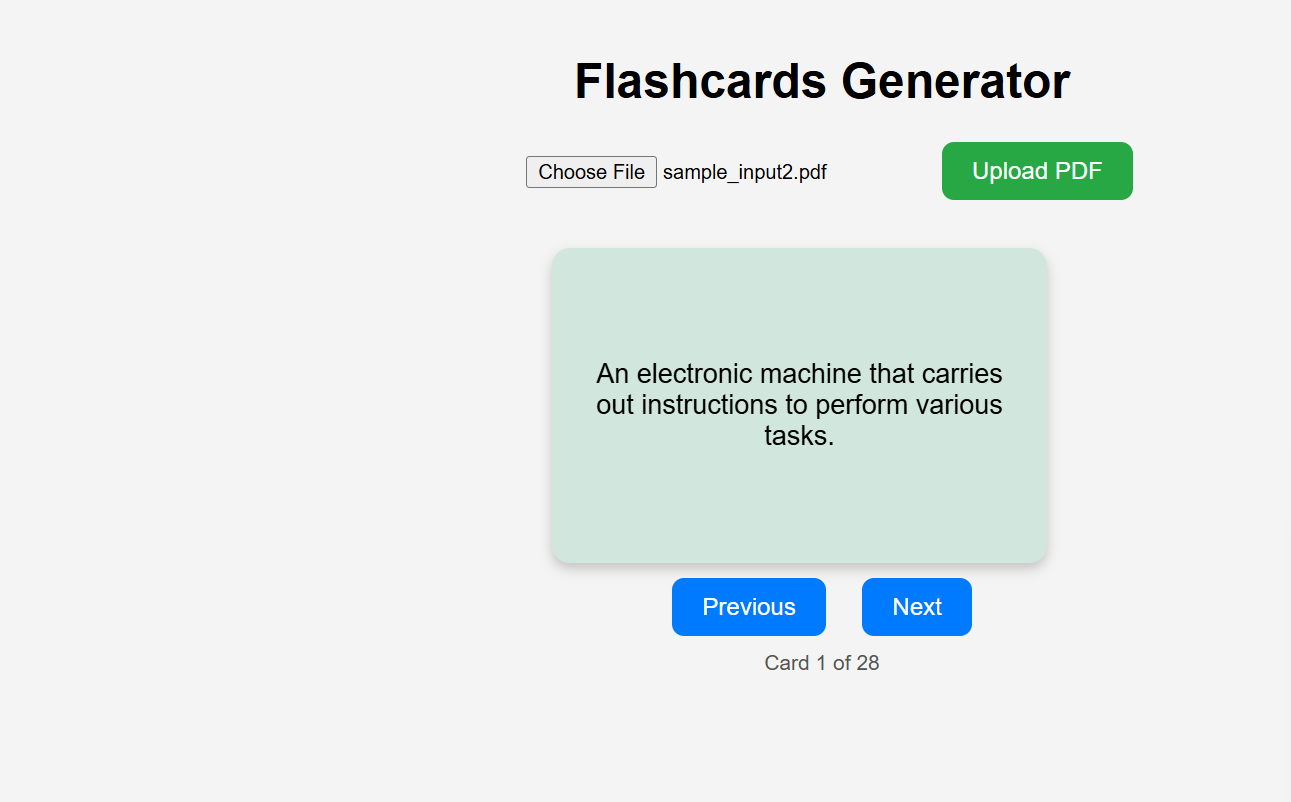 Flashcards Generator
Choose File sample_input2.pdf
Upload PDF
An electronic machine that carries
out instructions to perform various
tasks.
Previous
Next
Card 1 of 28